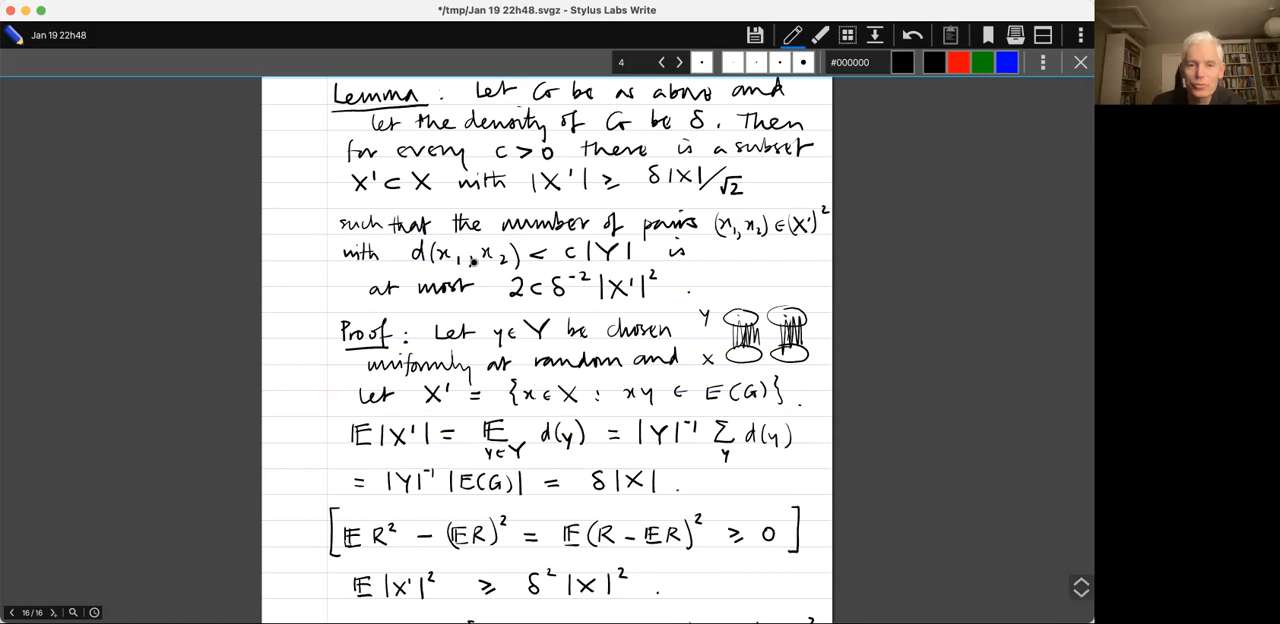 */tmp/Jan 19 22h48.svgz - Stylus Labs Write
Jan 19 22h48
4
#000000
Lemma : Let G be as above and
let the density of G be δ. Then
for every c > 0 there is a subset
X' ⊂ X with |X'| ≥ δ|X|/√2
such that the number of pairs (x₁, x₂) ∈ (X')²
with d(x₁, x₂) < c|Y| is
at most 2cδ⁻²|X'|² .
Proof : Let y ∈ Y be chosen
uniformly at random and
Y
X
let X' = {x ∈ X : xy ∈ E(G)} .
𝔼|X'| = 𝔼_{y∈Y} d(y) = |Y|⁻¹ Σ_y d(y)
= |Y|⁻¹ |E(G)| = δ|X| .
[𝔼R² - (𝔼R)² = 𝔼(R - 𝔼R)² ≥ 0]
𝔼|X'|² ≥ δ²|X|² .
16/16